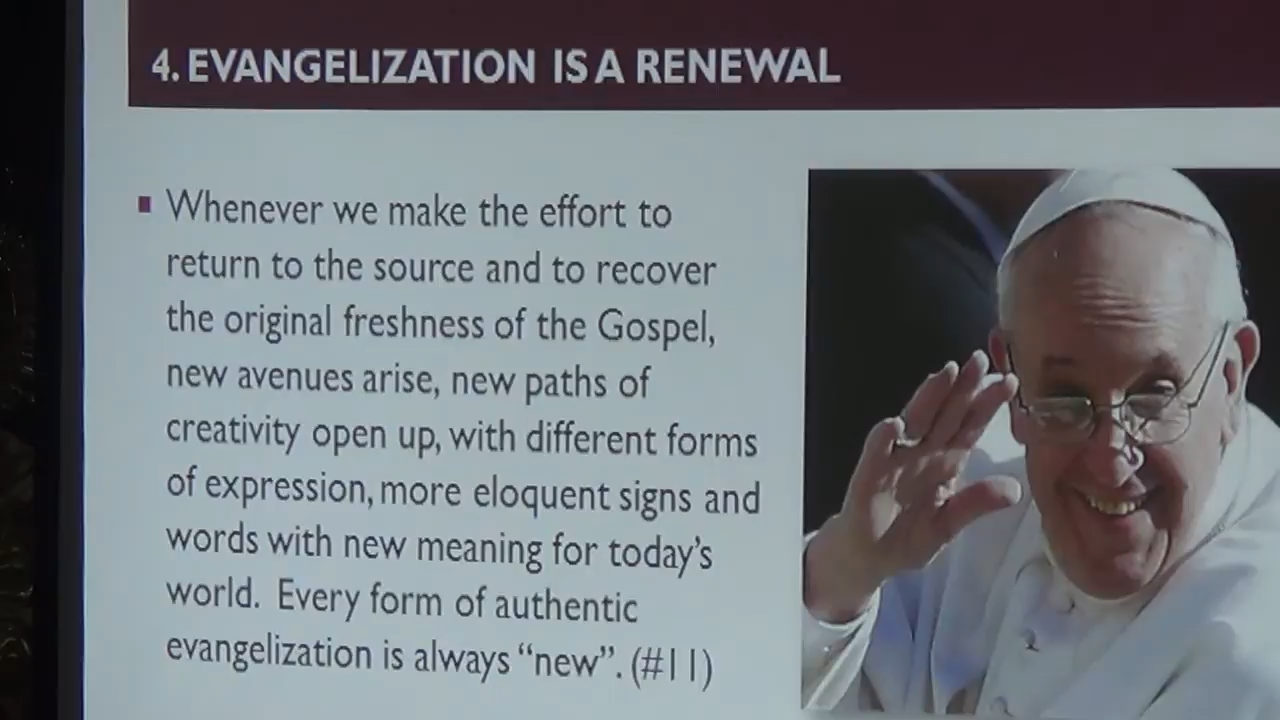 4. EVANGELIZATION IS A RENEWAL
Whenever we make the effort to
return to the source and to recover
the original freshness of the Gospel,
new avenues arise, new paths of
creativity open up, with different forms
of expression, more eloquent signs and
words with new meaning for today’s
world. Every form of authentic
evangelization is always “new”. (#11)